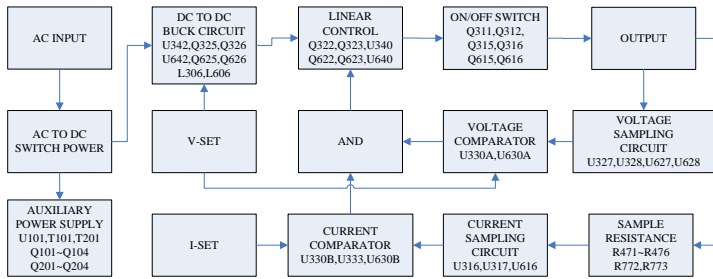 AC INPUT
DC TO DC
BUCK CIRCUIT
U342,Q325,Q326
U642,Q625,Q626
L306,L606
LINEAR
CONTROL
Q322,Q323,U340
Q622,Q623,U640
ON/OFF SWITCH
Q311,Q312,
Q315,Q316
Q615,Q616
OUTPUT
AC TO DC
SWITCH POWER
V-SET
AND
VOLTAGE
COMPARATOR
U330A,U630A
VOLTAGE
SAMPLING
CIRCUIT
U327,U328,U627,U628
AUXILIARY
POWER SUPPLY
U101,T101,T201
Q101~Q104
Q201~Q204
I-SET
CURRENT
COMPARATOR
U330B,U333,U630B
CURRENT
SAMPLING
CIRCUIT
U316,U317,U616
SAMPLE
RESISTANCE
R471~R476
R772,R773